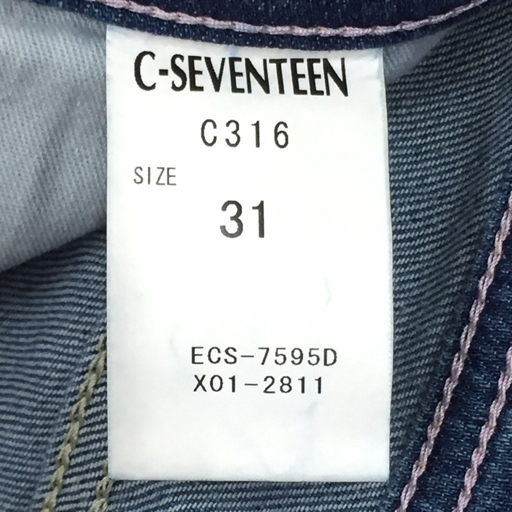 C-SEVENTEEN
C316
SIZE
31
ECS-7595D
X01-2811